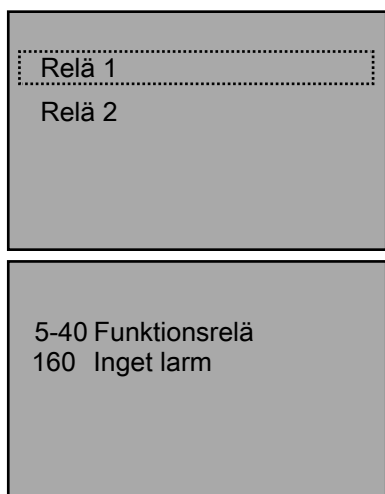 Relä 1
Relä 2
5-40 Funktionsrelä
160 Inget larm